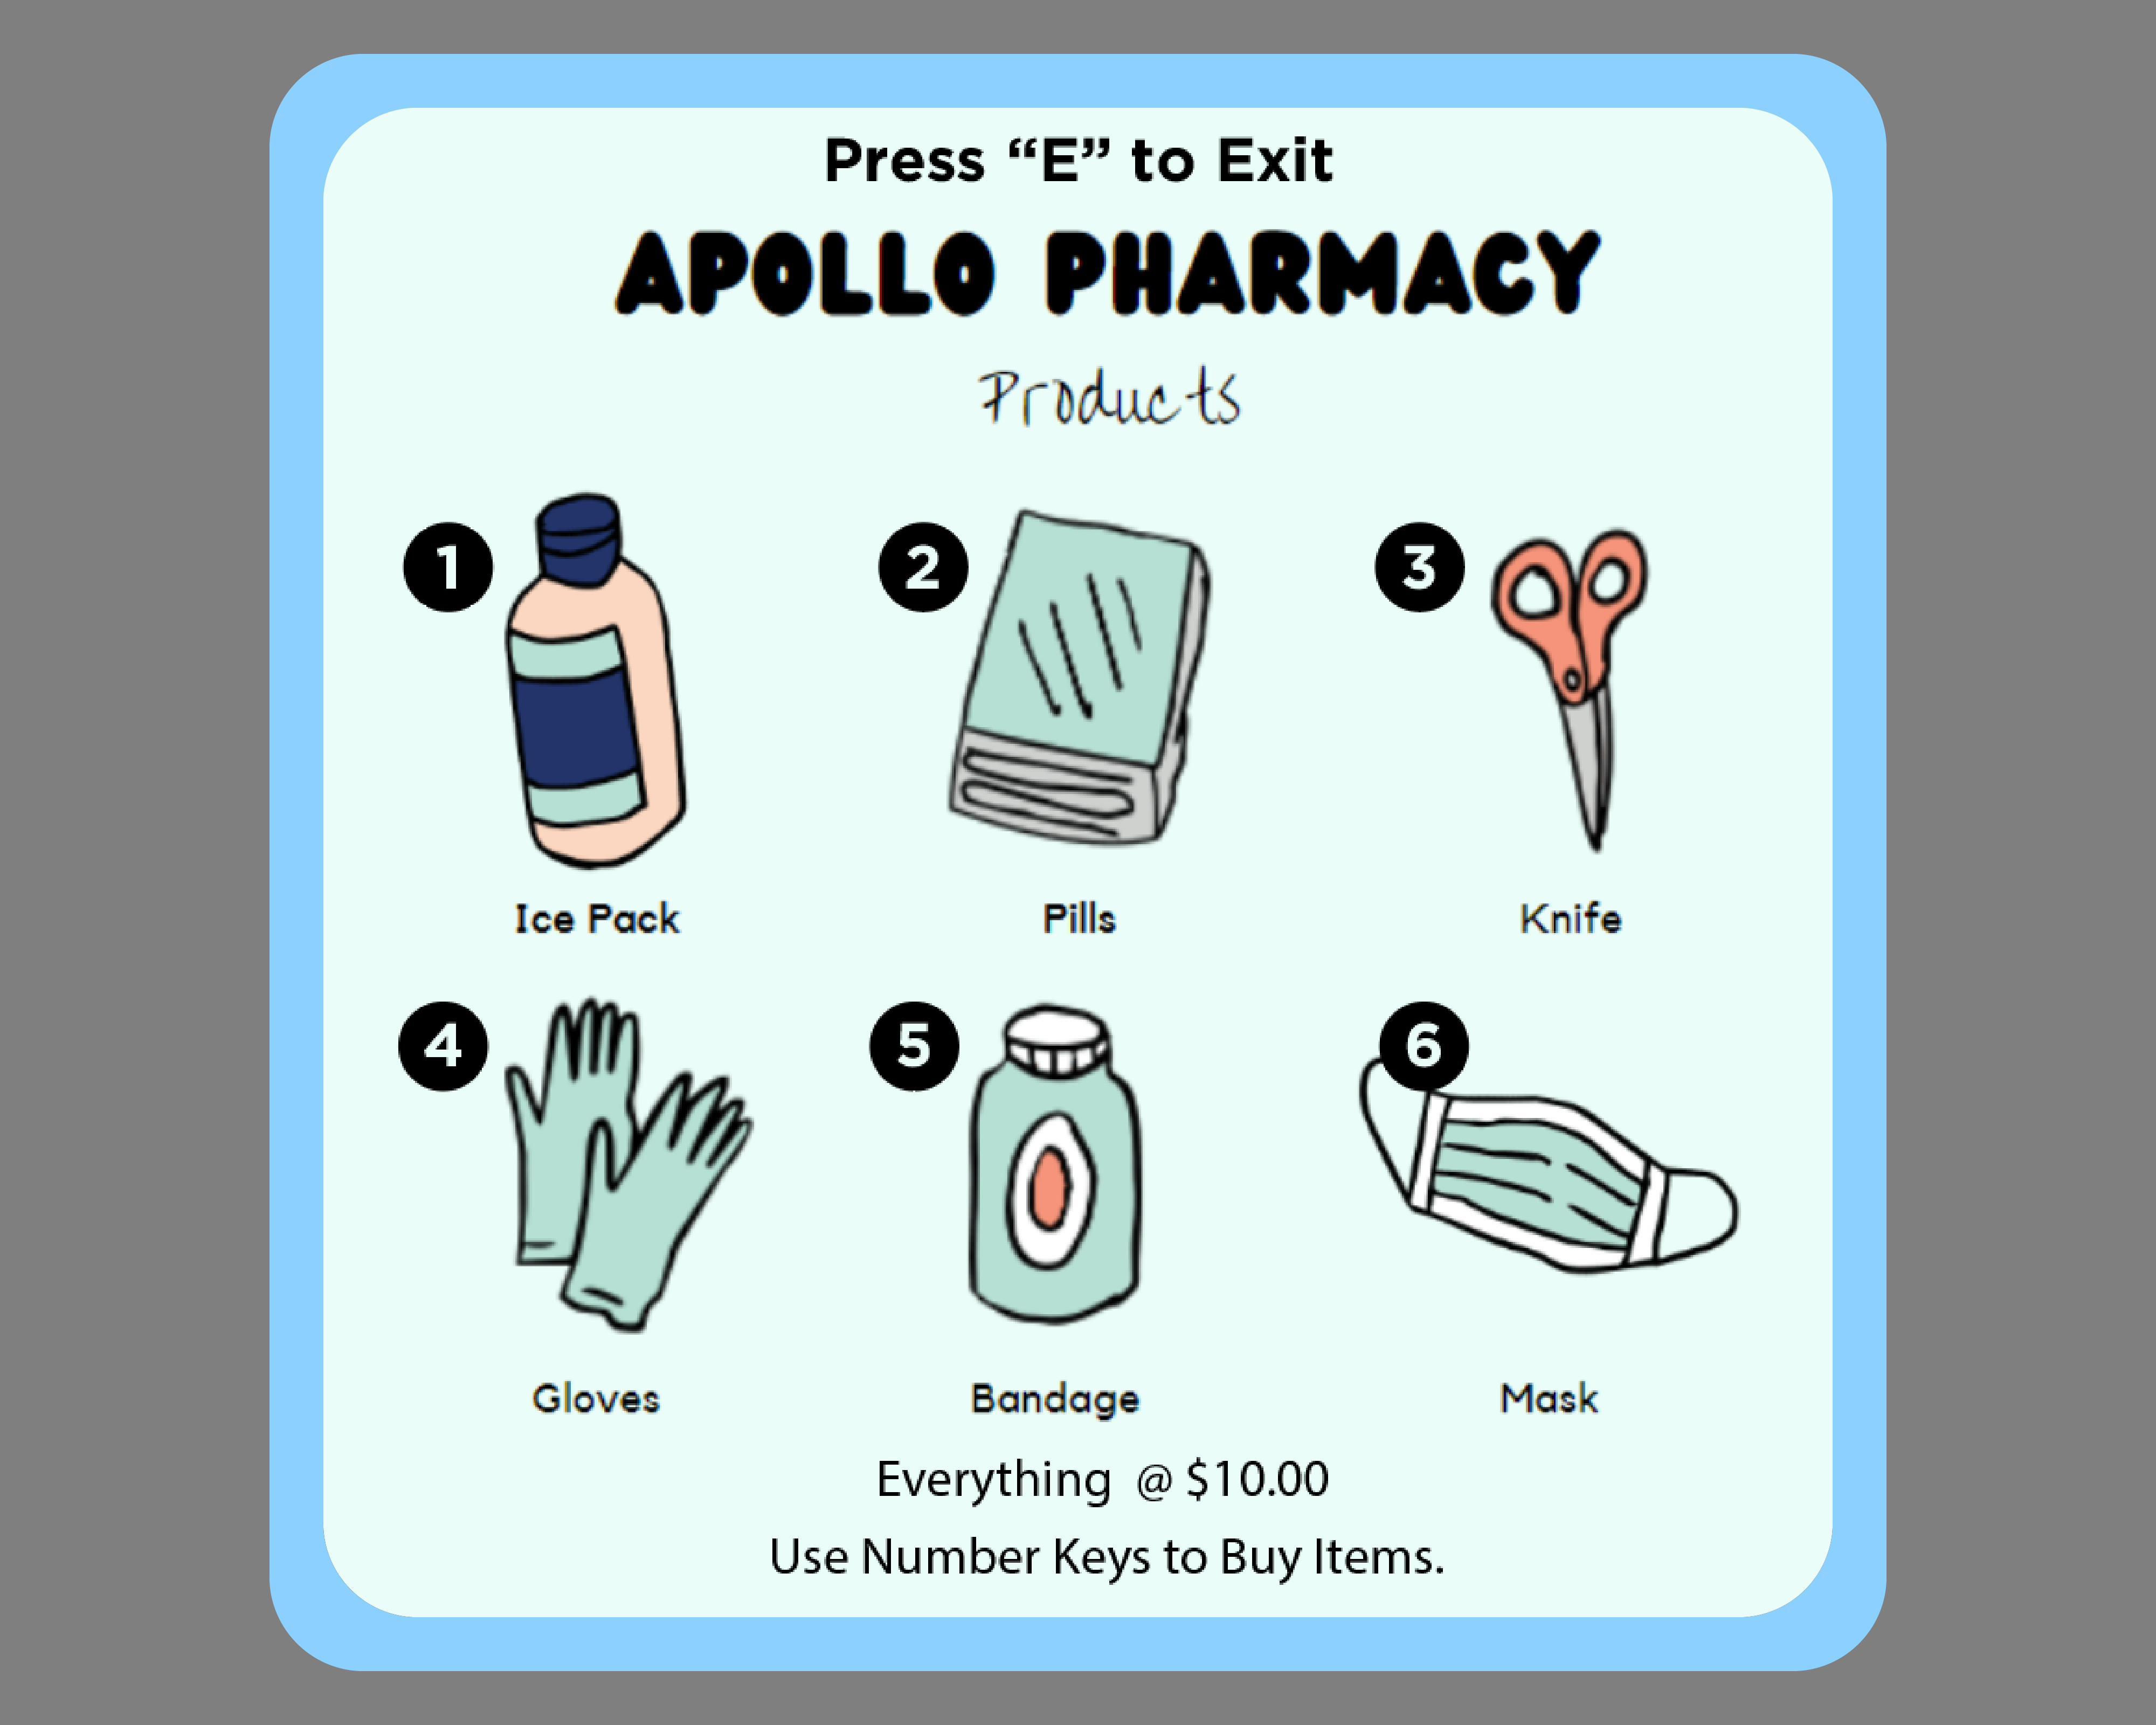 Press “E” to Exit
APOLLO PHARMACY
Products
1
2
3
Ice Pack
Pills
Knife
4
5
6
Gloves
Bandage
Mask
Everything @ $10.00
Use Number Keys to Buy Items.